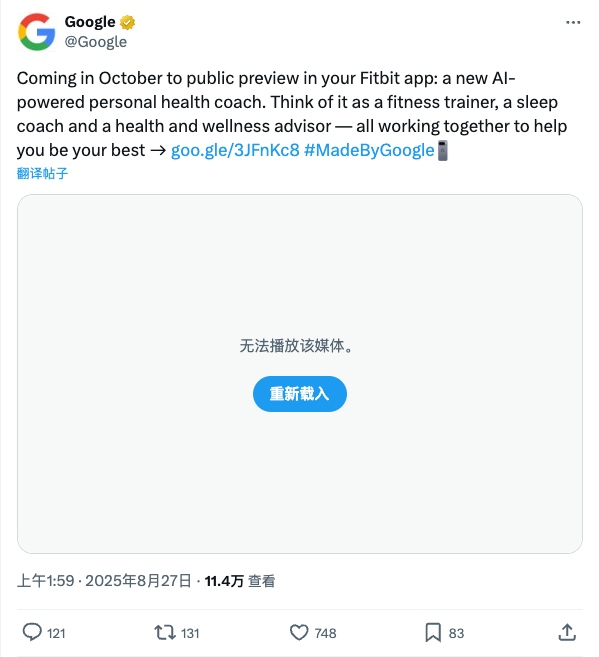 Google
@Google
Coming in October to public preview in your Fitbit app: a new AI-
powered personal health coach. Think of it as a fitness trainer, a sleep
coach and a health and wellness advisor — all working together to help
you be your best → goo.gle/3JFnKc8 #MadeByGoogle
翻译帖子
无法播放该媒体。
重新载入
上午1:59 · 2025年8月27日 · 11.4万 查看
121 131 748 83